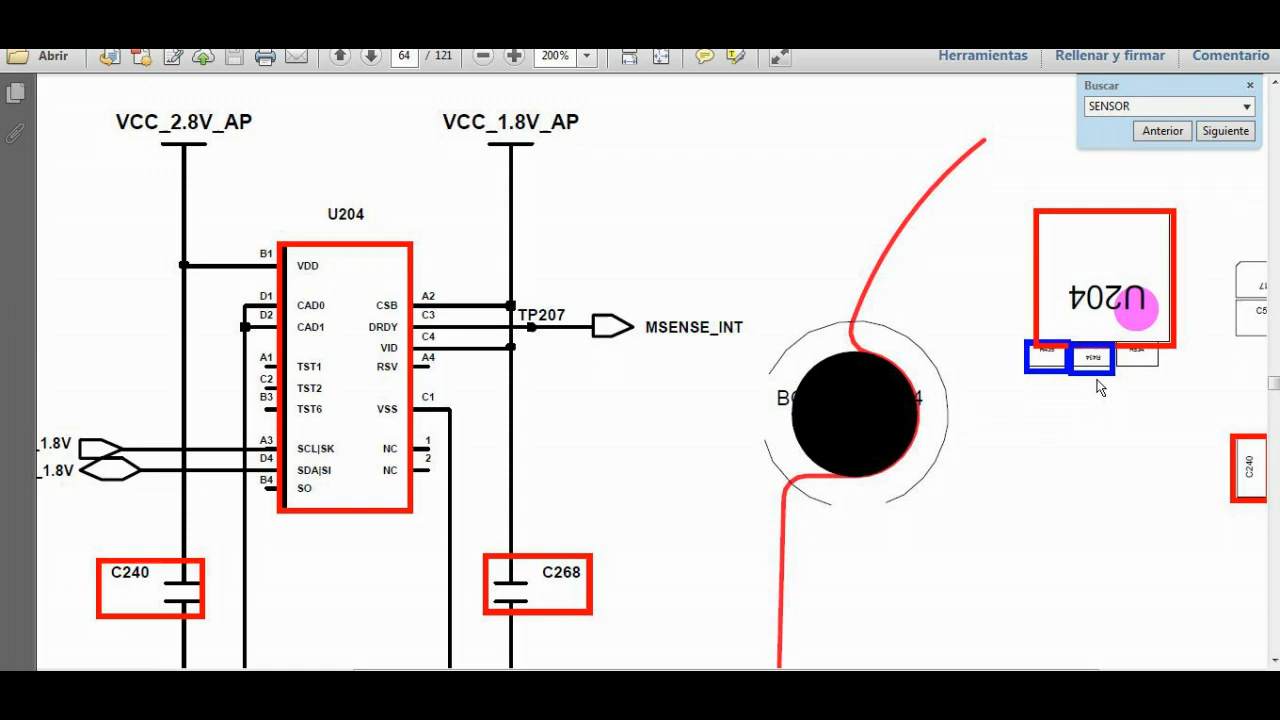 Abrir
64 / 121
200%
Herramientas
Rellenar y firmar
Comentario
Buscar
SENSOR
Anterior
Siguiente
VCC_2.8V_AP
VCC_1.8V_AP
U204
B1 VDD
D1 CAD0 CSB A2
D2 CAD1 DRDY C3 TP207 MSENSE_INT
VID C4
A1 TST1 RSV A4
C2 TST2
B3 TST6 VSS C1
_1.8V A3 SCL|SK NC 1
_1.8V D4 SDA|SI NC 2
B4 SO
C240
C268
U204
R434
C240